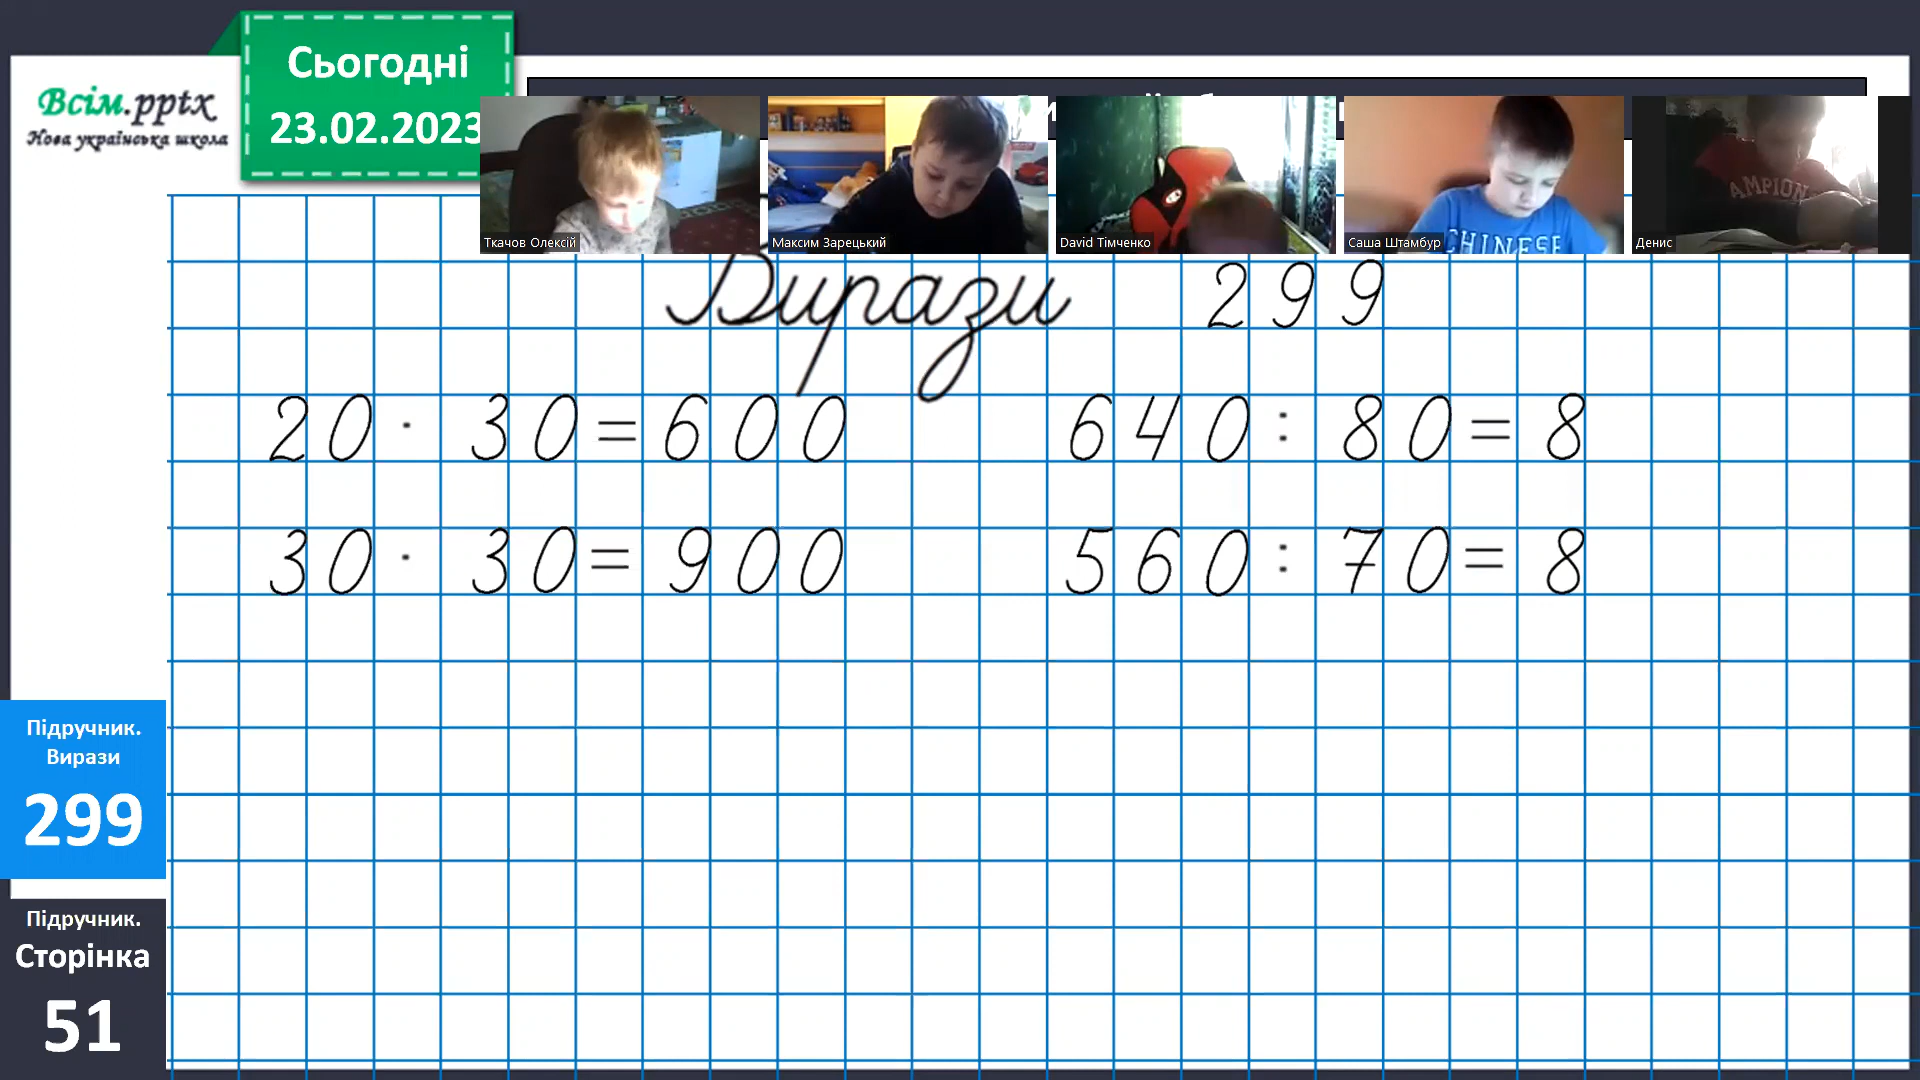 Сьогодні
23.02.2023
Всім.pptx
Нова українська школа
Ткачов Олексій
Максим Зарецький
David Тімченко
Саша Штамбур
Денис
AMPION
CHINESE
Вирази 299
20 · 30 = 600 640 : 80 = 8
30 · 30 = 900 560 : 70 = 8
Підручник.
Вирази
299
Підручник.
Сторінка
51